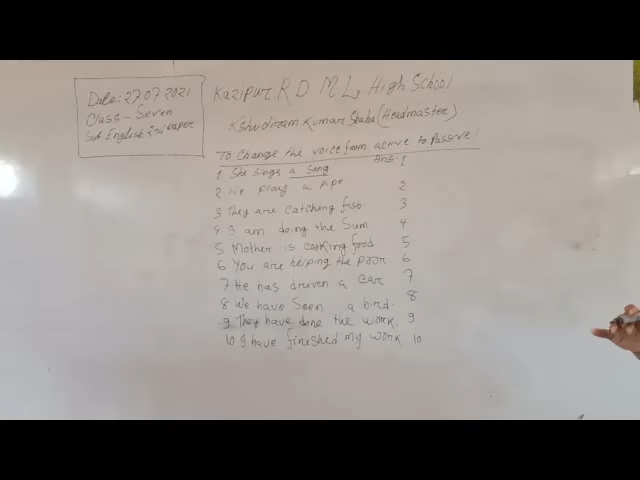 Date: 27.07.2021
Class - Seven
Sub English 2nd Paper
Kazipur R D M L High School
Kshudiram Kumar Shaha (Headmaster)
To Change the voice from active to Passive!
Ans: 1
1 She sings a song
2 We play a pipe 2
3 They are catching fish 3
4 I am doing the Sum 4
5 Mother is cooking food 5
6 You are helping the poor 6
7 He has driven a car 7
8 We have Seen a bird. 8
9 They have done the work. 9
10 I have finished my work 10